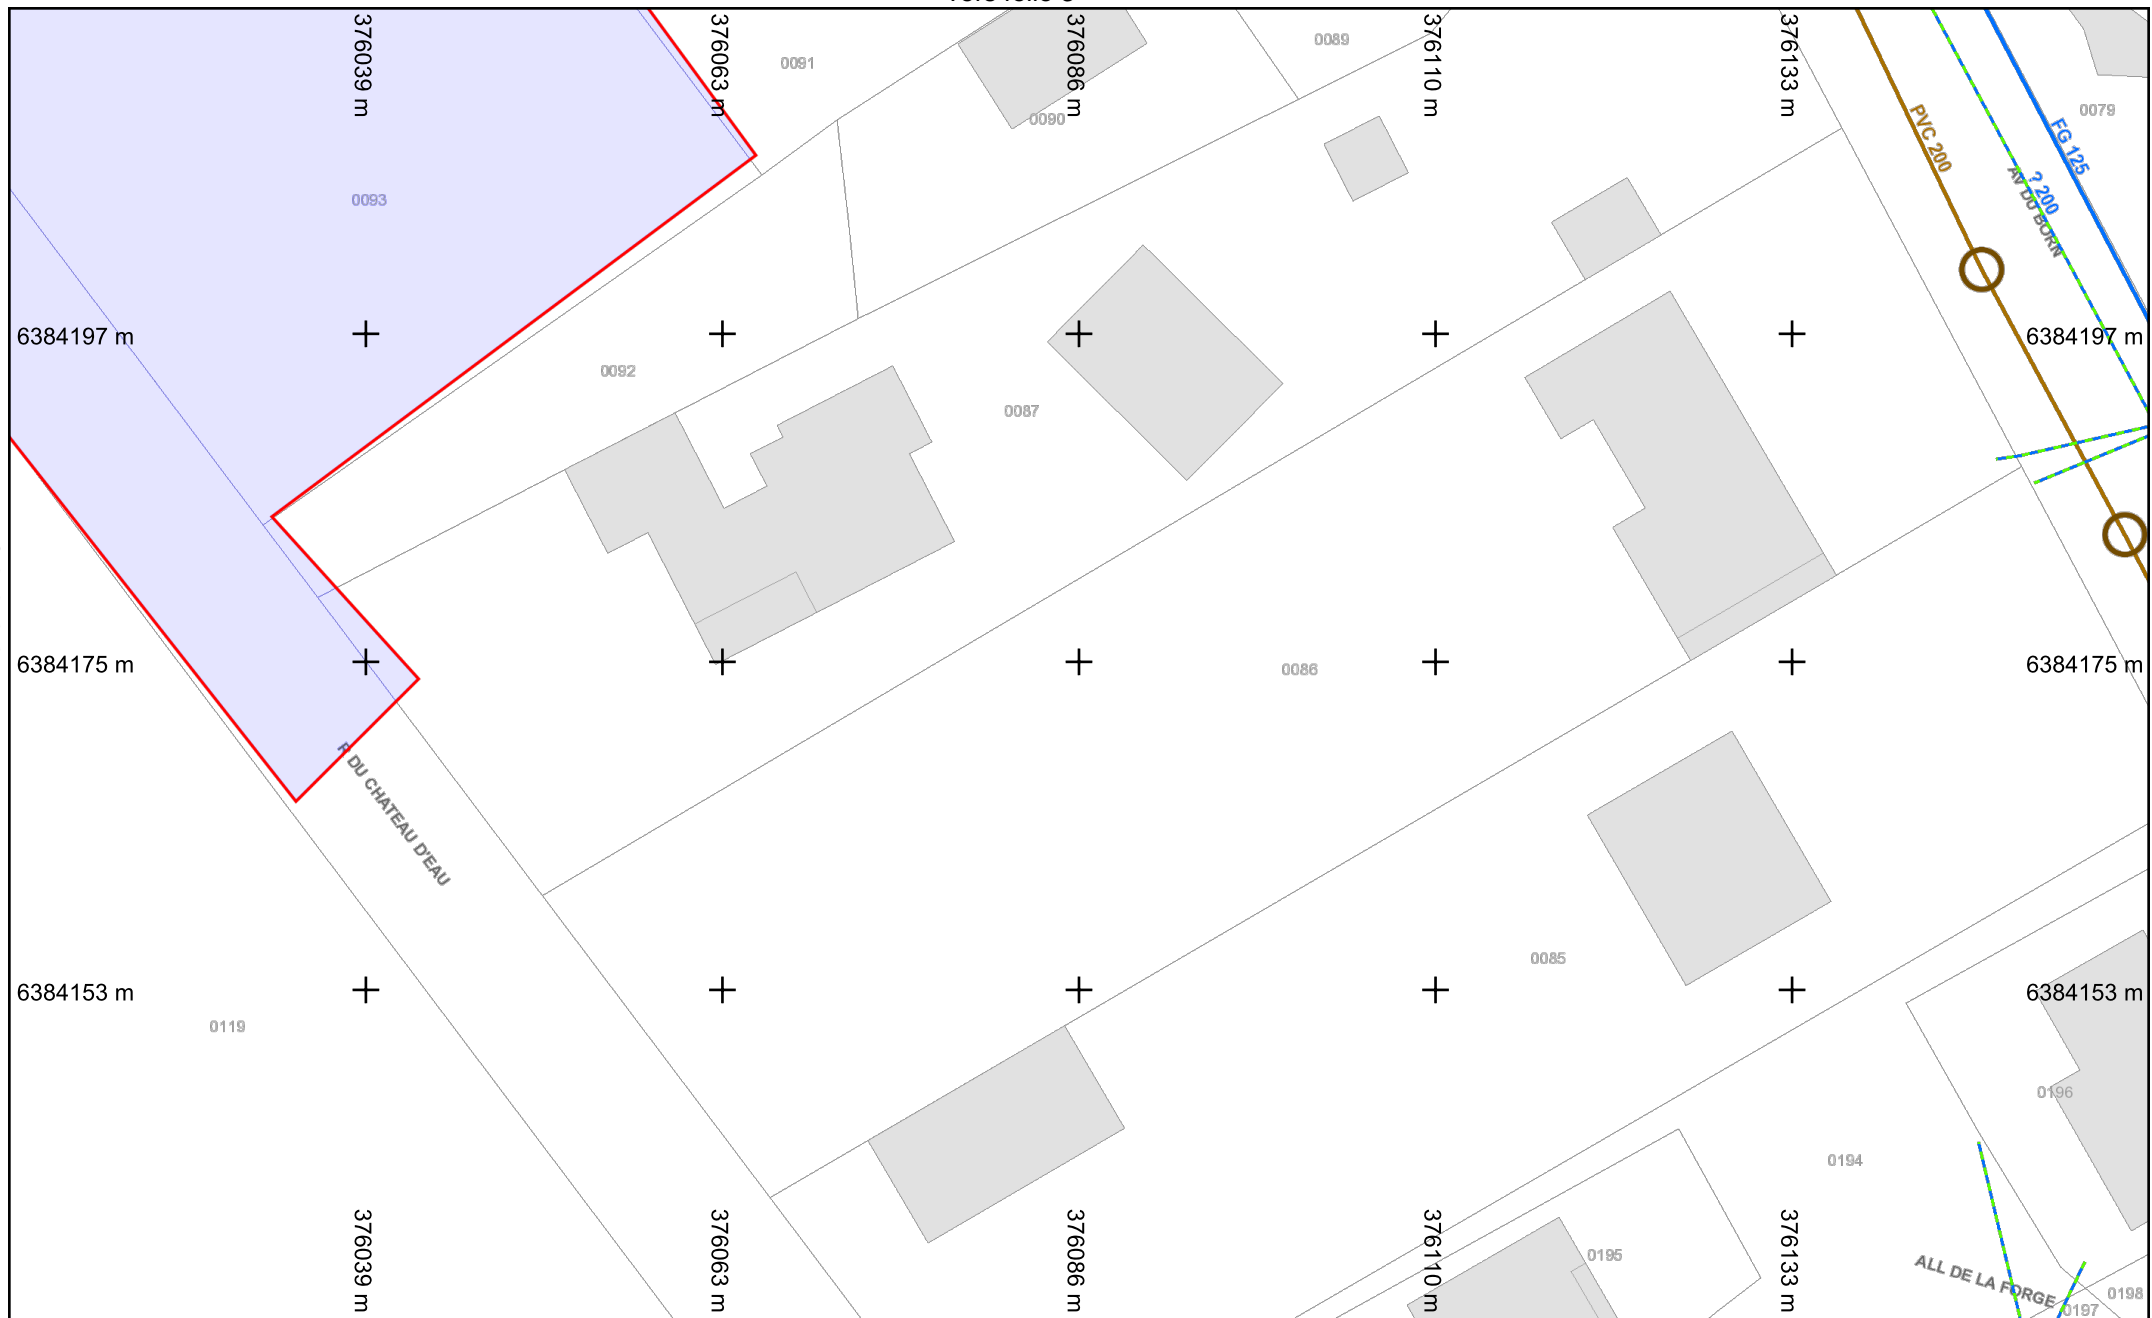 376039 m
376063 m
376086 m
376110 m
376133 m
0091
0089
0090
0079
PVC 200
FG 125
? 200
AV DU BORN
0093
6384197 m
6384197 m
0092
0087
6384175 m
6384175 m
0086
R DU CHATEAU D'EAU
0085
6384153 m
6384153 m
0119
0196
0194
0195
ALL DE LA FORGE
0198
0197
376039 m
376063 m
376086 m
376110 m
376133 m